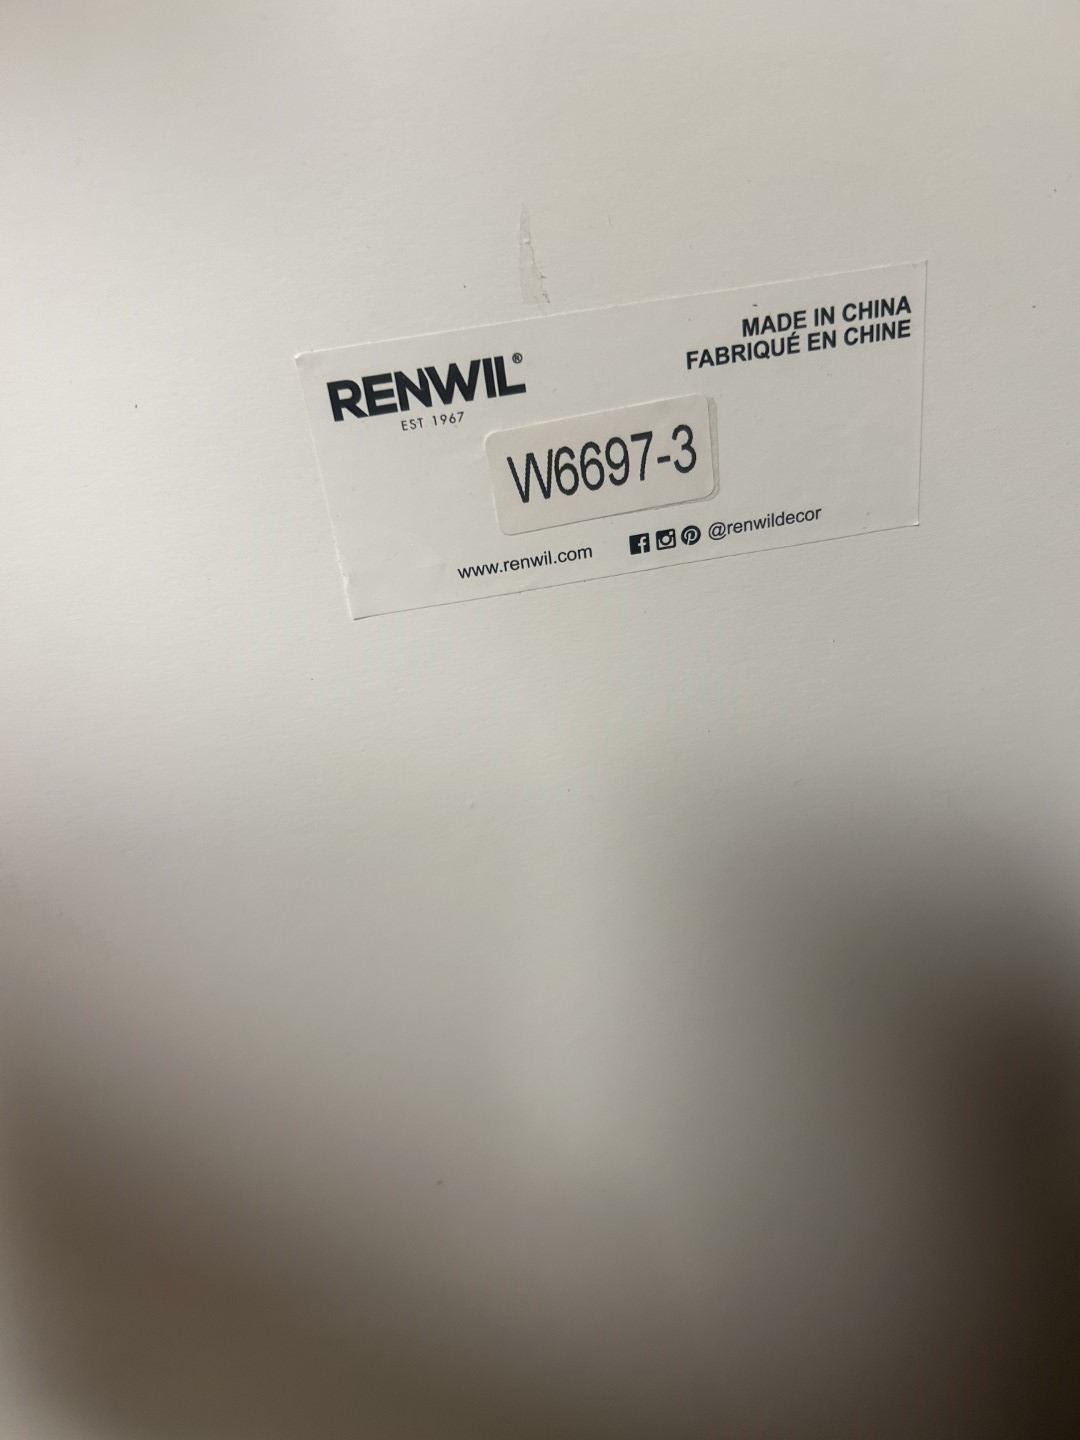 RENWIL®
EST 1967
MADE IN CHINA
FABRIQUÉ EN CHINE
W6697-3
www.renwil.com
@renwildecor